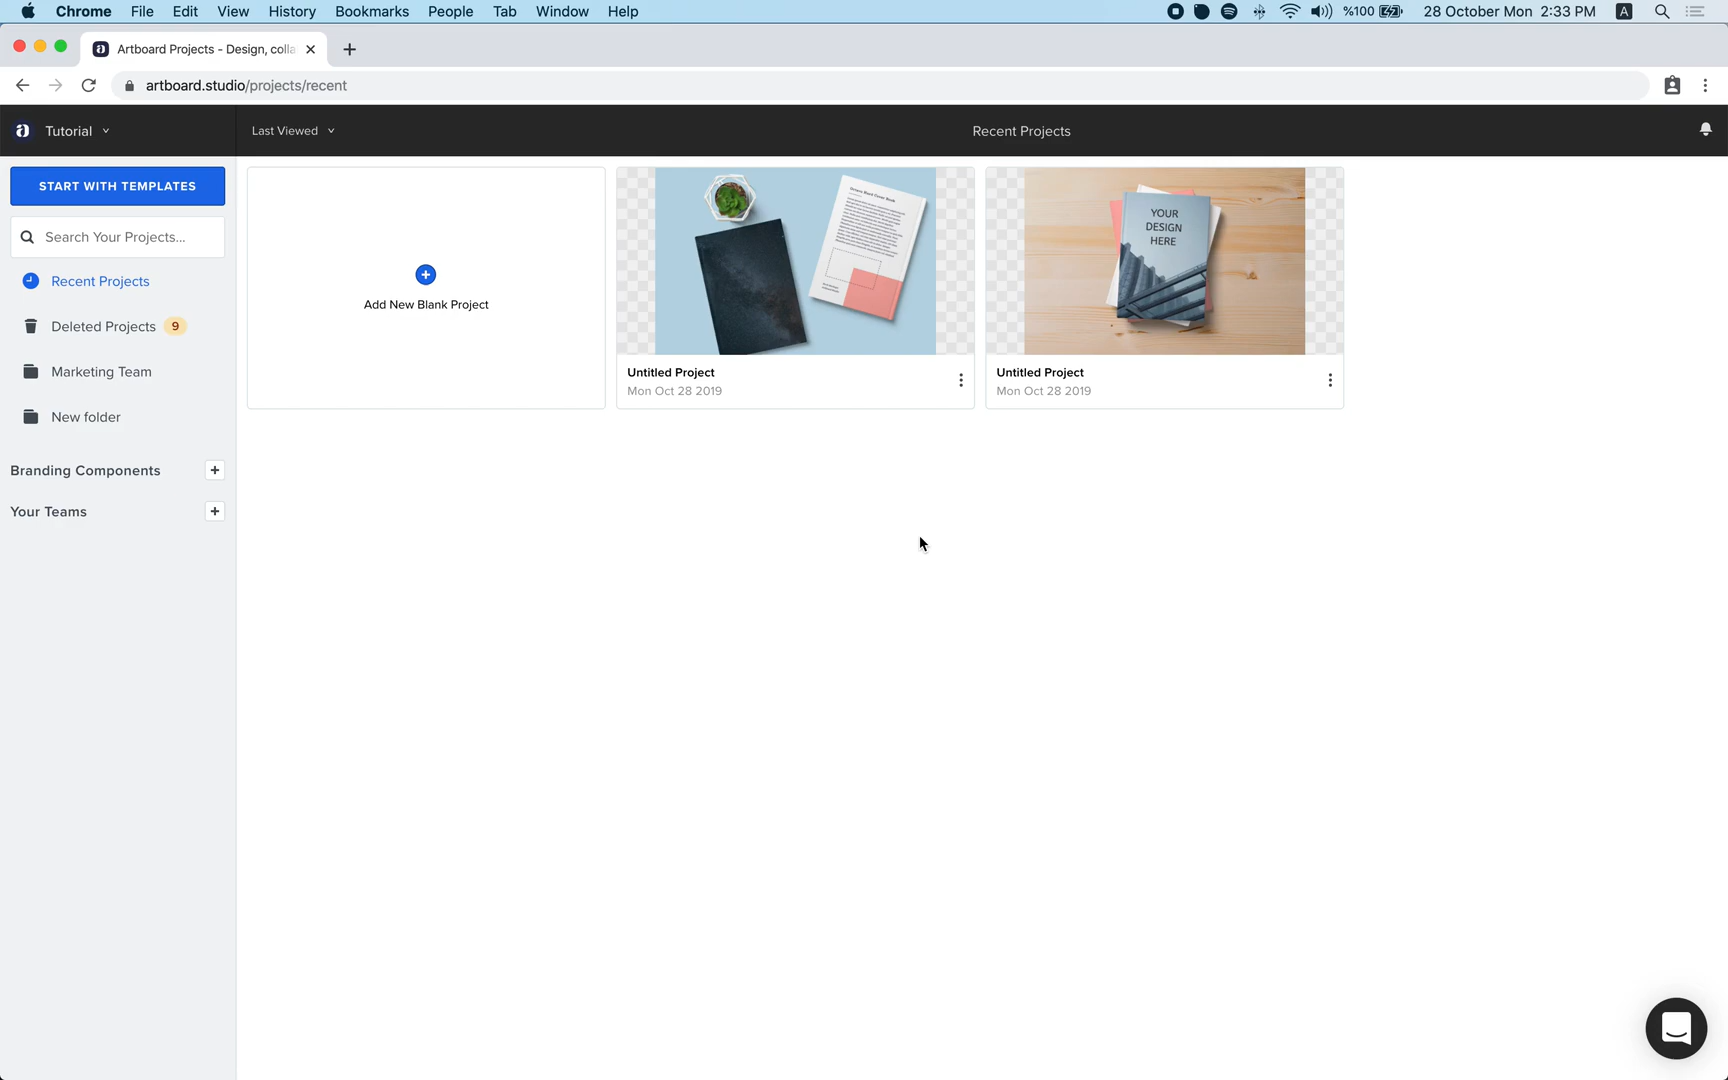 Chrome File Edit View History Bookmarks People Tab Window Help %100 28 October Mon 2:33 PM A
Artboard Projects - Design, colla
artboard.studio/projects/recent
a Tutorial Last Viewed Recent Projects
START WITH TEMPLATES
Search Your Projects...
Recent Projects
Deleted Projects 9
Marketing Team
New folder
Branding Components +
Your Teams +
Add New Blank Project
Untitled Project
Mon Oct 28 2019
YOUR
DESIGN
HERE
Untitled Project
Mon Oct 28 2019